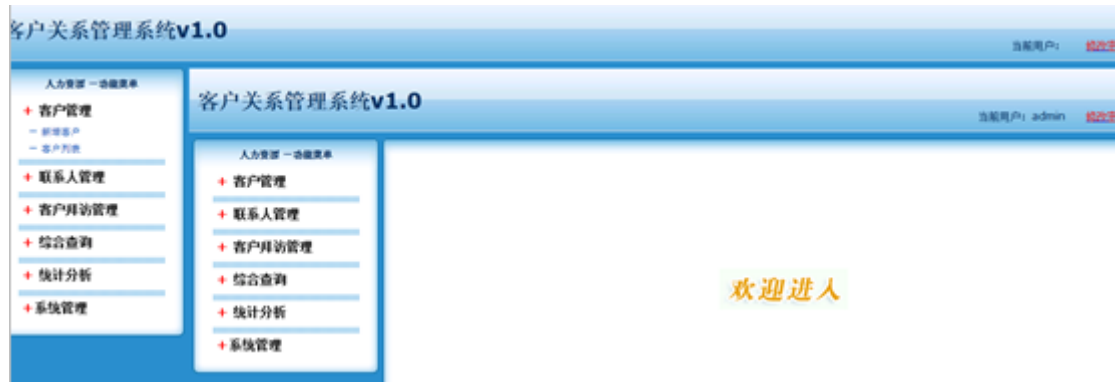 客户关系管理系统v1.0
当前用户:
人力资源 一功能菜单
+ 客户管理
一 新增客户
一 客户列表
+ 联系人管理
+ 客户拜访管理
+ 综合查询
+ 统计分析
+系统管理
客户关系管理系统v1.0
当前用户: admin
人力资源 一功能菜单
+ 客户管理
+ 联系人管理
+ 客户拜访管理
+ 综合查询
+ 统计分析
+系统管理
欢迎进入